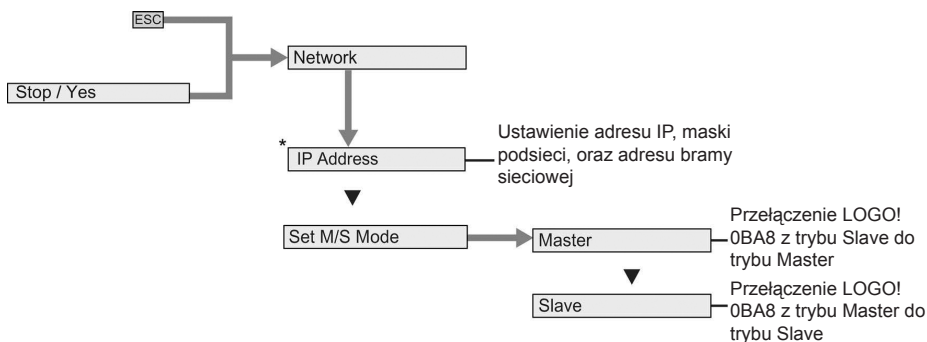 ESC
Network
Stop / Yes
*
IP Address
Ustawienie adresu IP, maski
podsieci, oraz adresu bramy
sieciowej
Set M/S Mode
Master
Przełączenie LOGO!
0BA8 z trybu Slave do
trybu Master
Slave
Przełączenie LOGO!
0BA8 z trybu Master do
trybu Slave